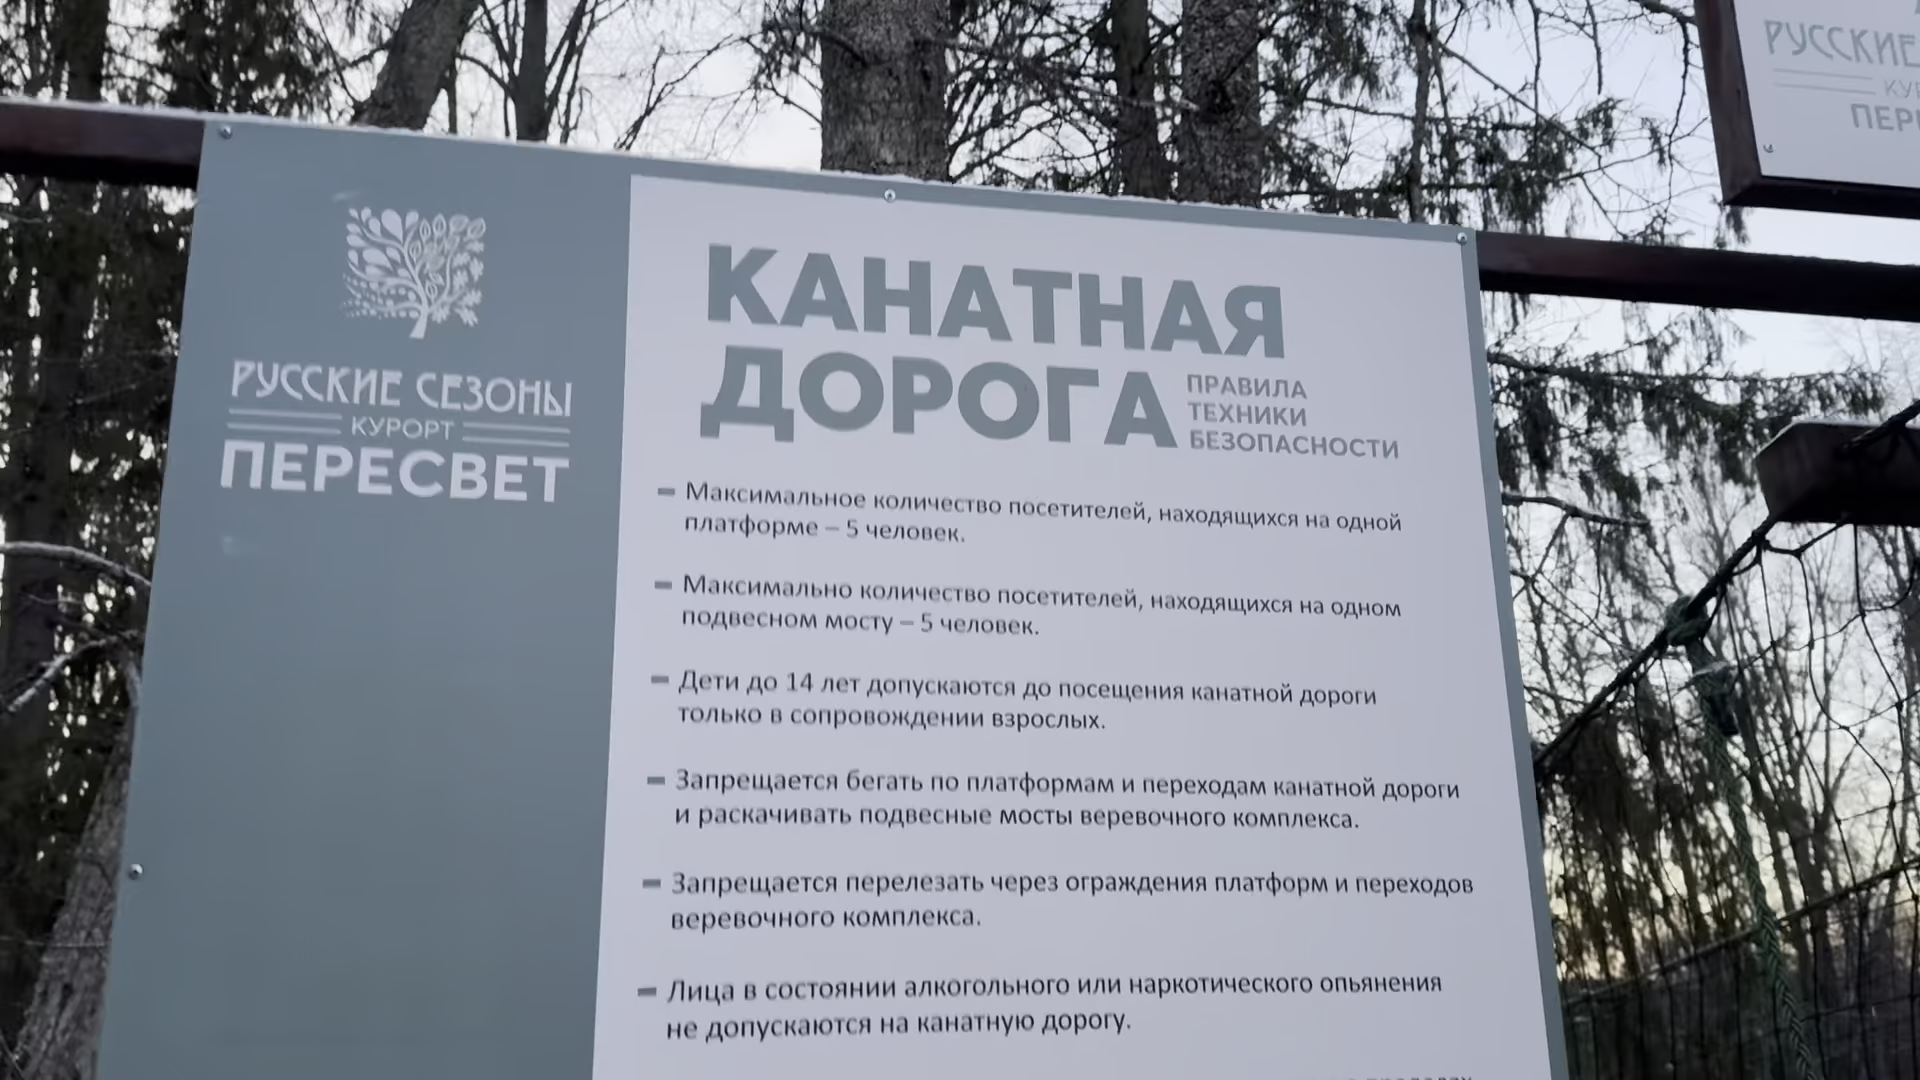 РУССКИЕ СЕЗОНЫ
КУРОРТ
ПЕРЕСВЕТ
КАНАТНАЯ
ДОРОГА
ПРАВИЛА
ТЕХНИКИ
БЕЗОПАСНОСТИ
– Максимальное количество посетителей, находящихся на одной
платформе – 5 человек.
– Максимально количество посетителей, находящихся на одном
подвесном мосту – 5 человек.
– Дети до 14 лет допускаются до посещения канатной дороги
только в сопровождении взрослых.
– Запрещается бегать по платформам и переходам канатной дороги
и раскачивать подвесные мосты веревочного комплекса.
– Запрещается перелезать через ограждения платформ и переходов
веревочного комплекса.
– Лица в состоянии алкогольного или наркотического опьянения
не допускаются на канатную дорогу.
РУССКИЕ